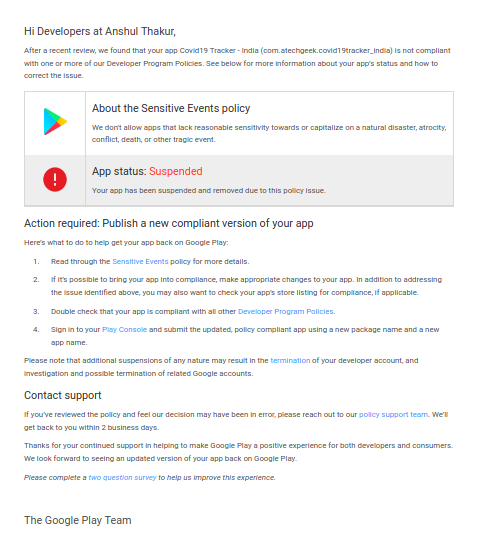 Hi Developers at Anshul Thakur,
After a recent review, we found that your app Covid19 Tracker - India (com.atechgeek.covid19tracker_india) is not compliant
with one or more of our Developer Program Policies. See below for more information about your app's status and how to
correct the issue.
About the Sensitive Events policy
We don't allow apps that lack reasonable sensitivity towards or capitalize on a natural disaster, atrocity,
conflict, death, or other tragic event.
App status: Suspended
Your app has been suspended and removed due to this policy issue.
Action required: Publish a new compliant version of your app
Here's what to do to help get your app back on Google Play:
1. Read through the Sensitive Events policy for more details.
2. If it's possible to bring your app into compliance, make appropriate changes to your app. In addition to addressing
the issue identified above, you may also want to check your app's store listing for compliance, if applicable.
3. Double check that your app is compliant with all other Developer Program Policies.
4. Sign in to your Play Console and submit the updated, policy compliant app using a new package name and a new
app name.
Please note that additional suspensions of any nature may result in the termination of your developer account, and
investigation and possible termination of related Google accounts.
Contact support
If you've reviewed the policy and feel our decision may have been in error, please reach out to our policy support team. We'll
get back to you within 2 business days.
Thanks for your continued support in helping to make Google Play a positive experience for both developers and consumers.
We look forward to seeing an updated version of your app back on Google Play.
Please complete a two question survey to help us improve this experience.
The Google Play Team